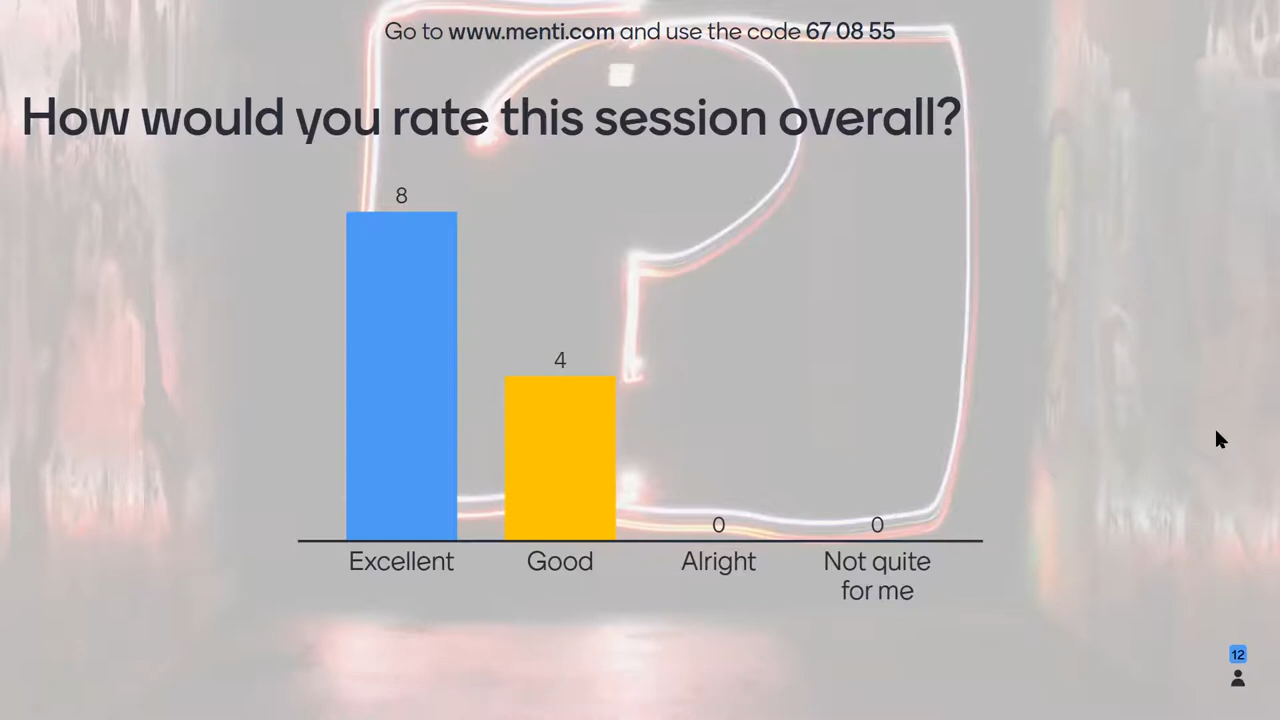 Go to www.menti.com and use the code 67 08 55
How would you rate this session overall?
8
4
0
0
Excellent
Good
Alright
Not quite
for me
12